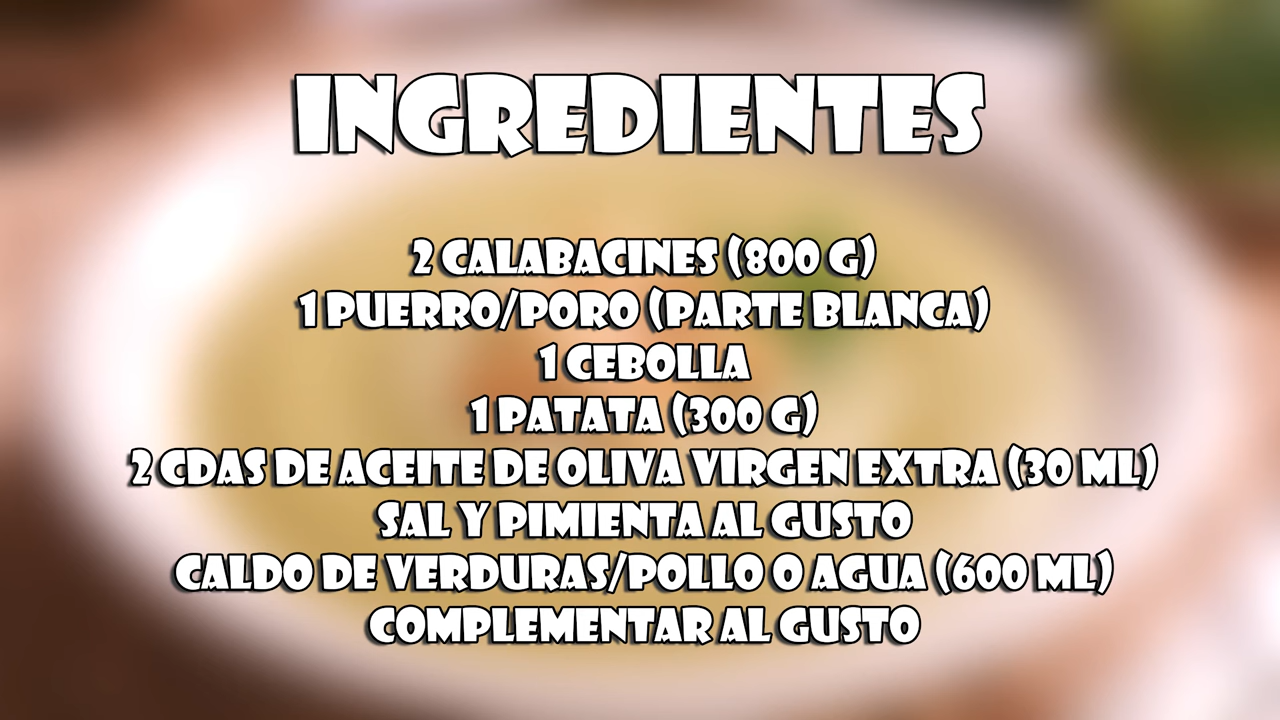 INGREDIENTES
2 CALABACINES (800 G)
1 PUERRO/PORO (PARTE BLANCA)
1 CEBOLLA
1 PATATA (300 G)
2 CDAS DE ACEITE DE OLIVA VIRGEN EXTRA (30 ML)
SAL Y PIMIENTA AL GUSTO
CALDO DE VERDURAS/POLLO O AGUA (600 ML)
COMPLEMENTAR AL GUSTO